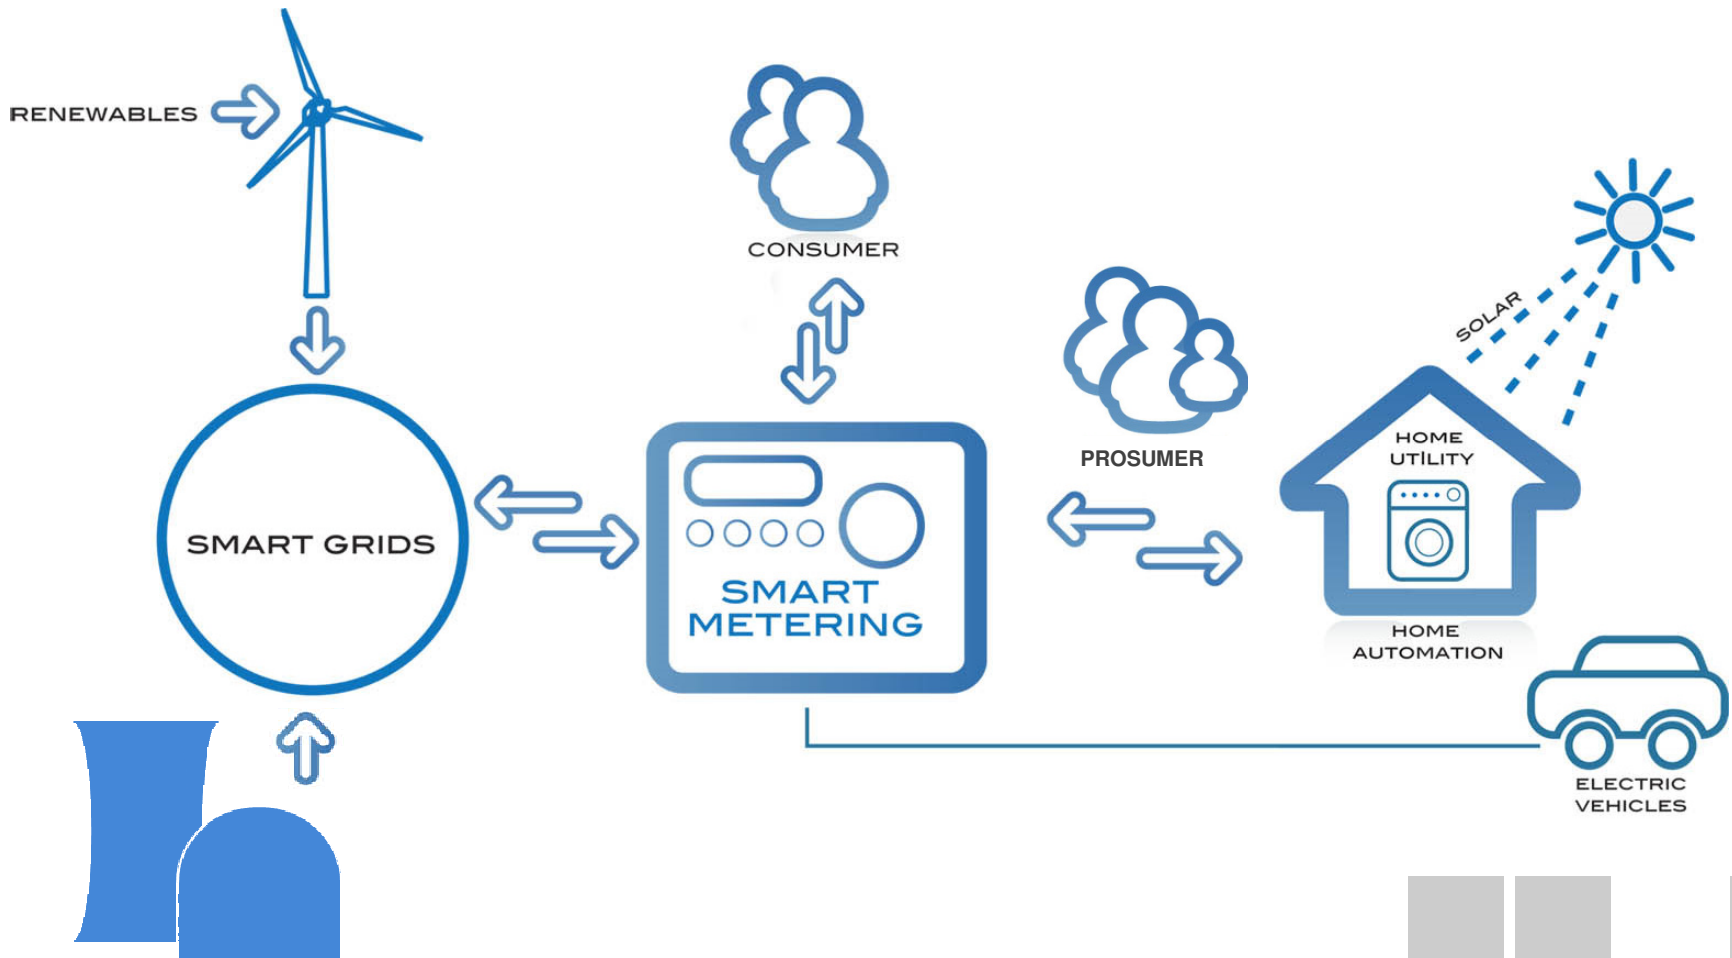 RENEWABLES
CONSUMER
SOLAR
PROSUMER
HOME
UTILITY
SMART GRIDS
SMART
METERING
HOME
AUTOMATION
ELECTRIC
VEHICLES